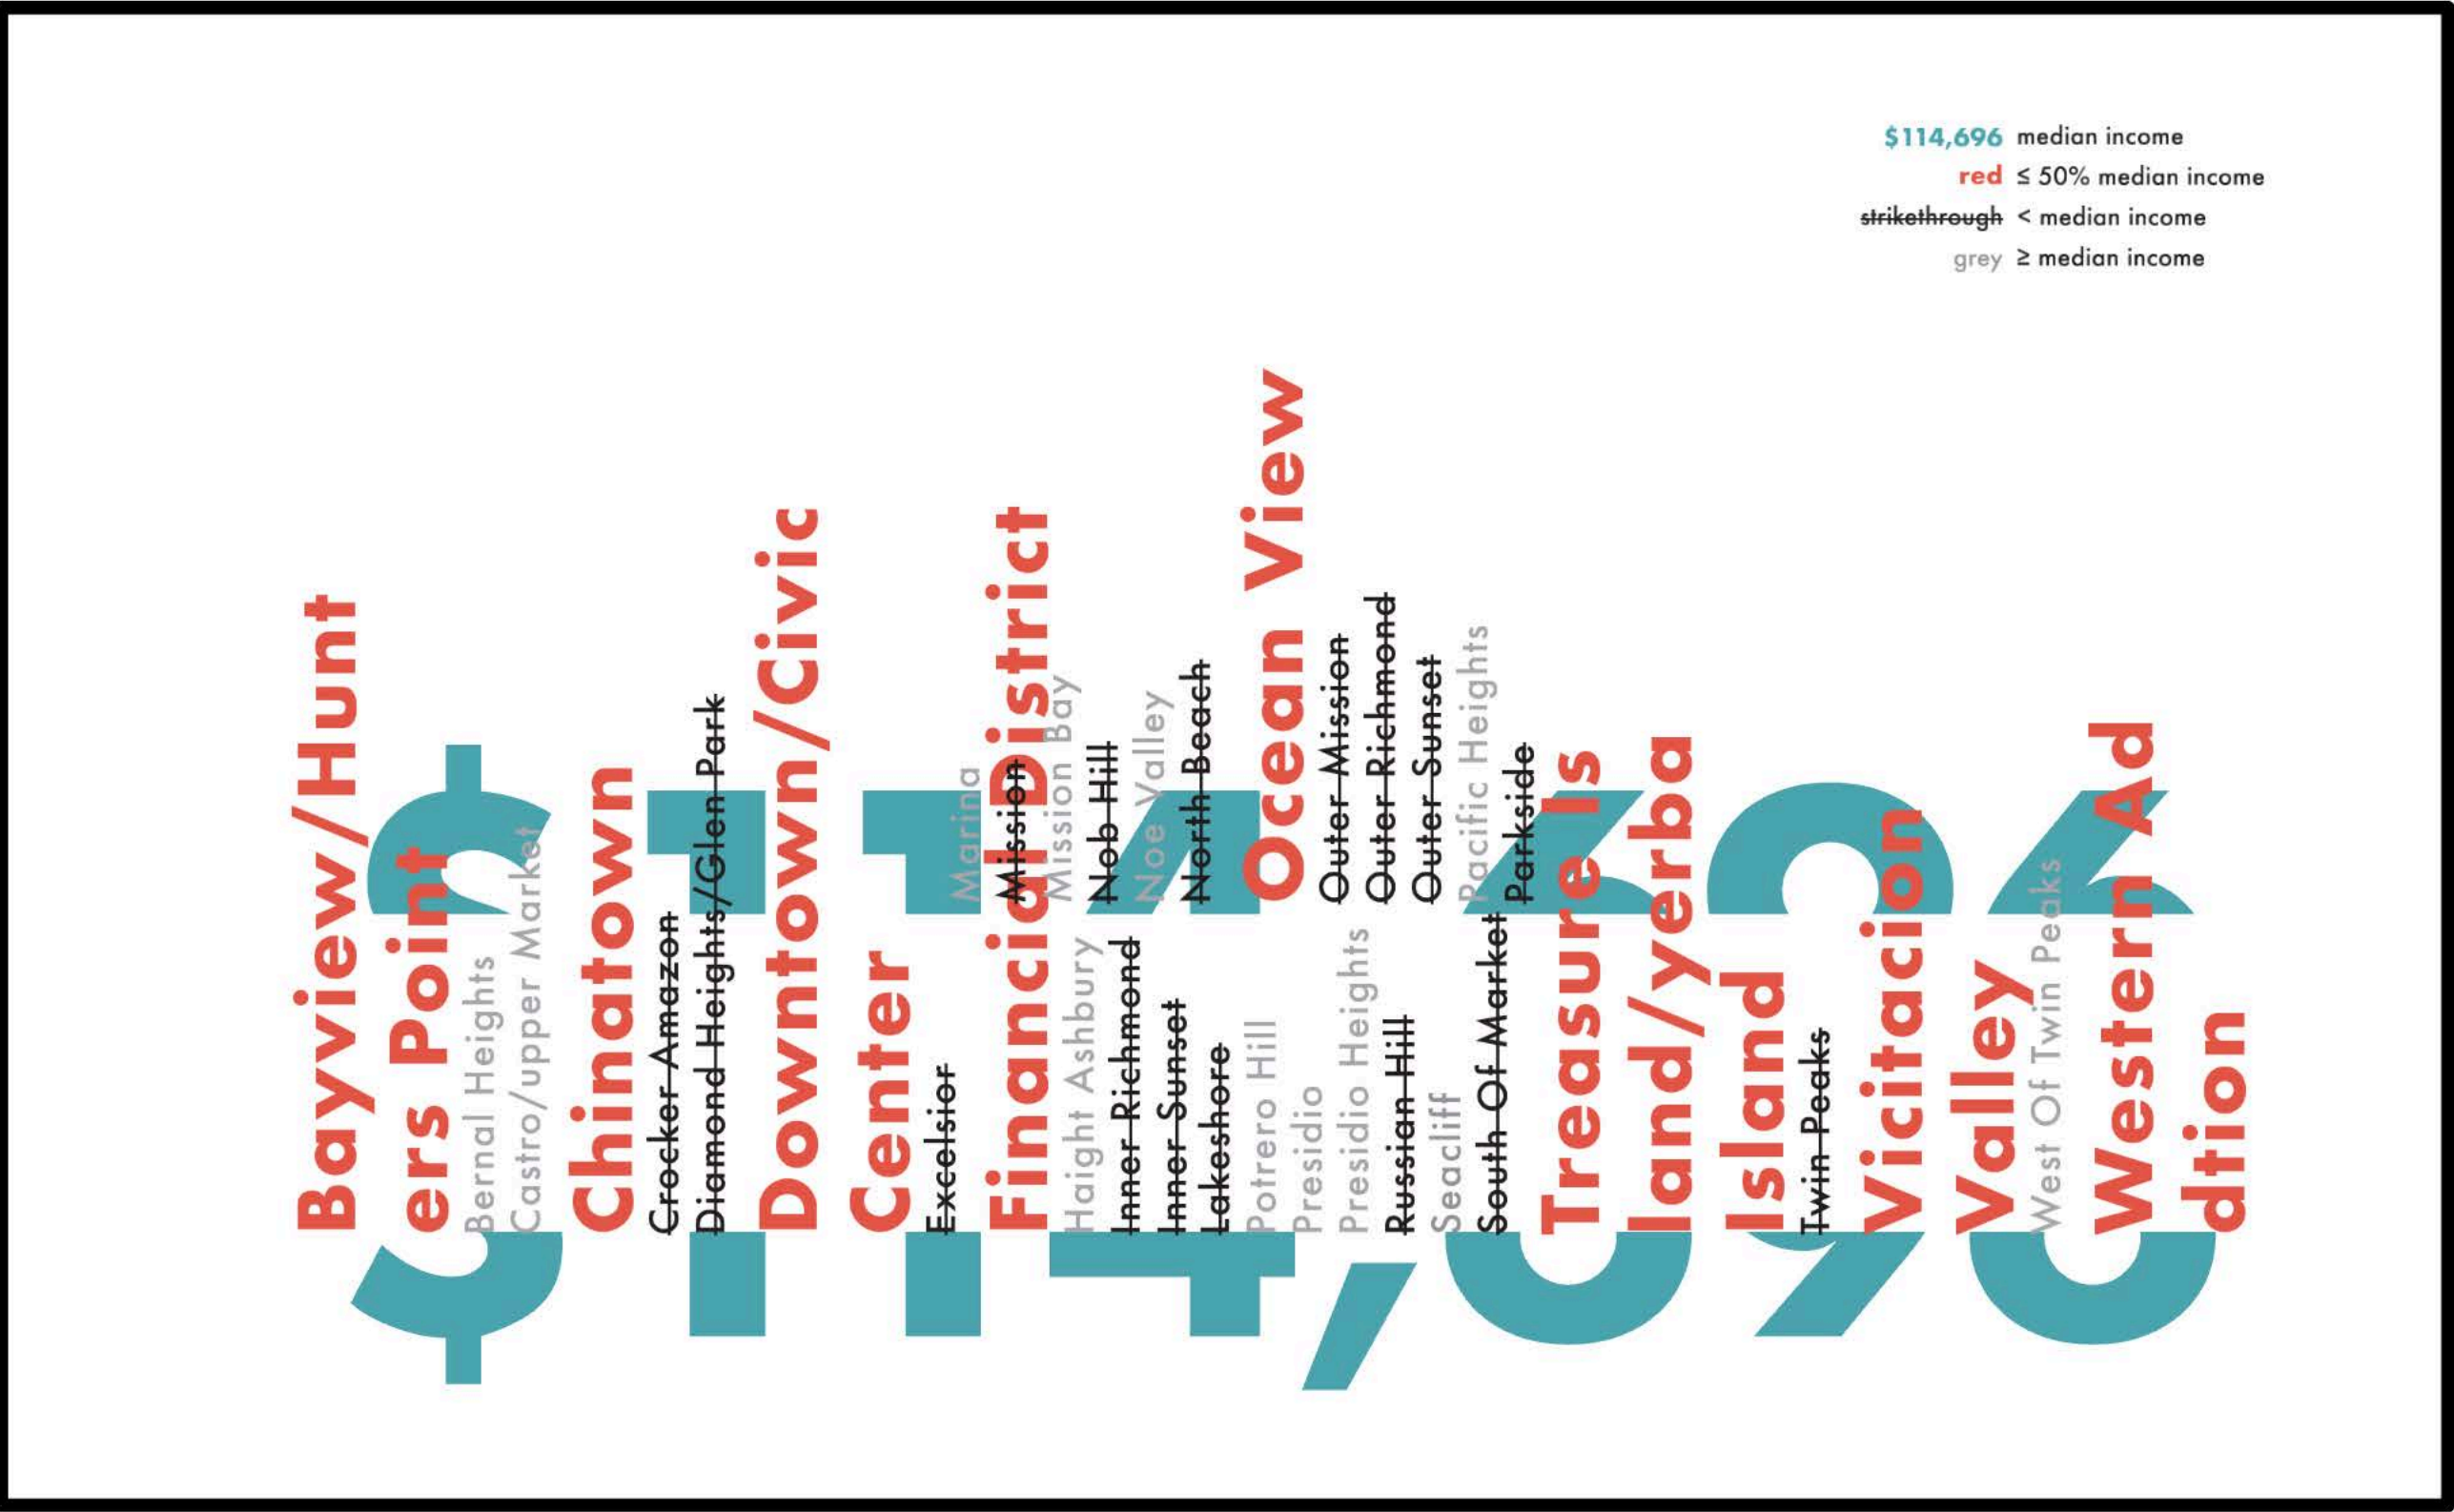 $114,696 median income
red ≤ 50% median income
strikethrough < median income
grey ≥ median income
$114,696
Bayview/Hunt
ers Point
Bernal Heights
Castro/upper Market
Chinatown
Crocker Amazon
Diamond Heights/Glen Park
Downtown/Civic
Center
Excelsior
Financial District
Haight Ashbury
Inner Richmond
Inner Sunset
Lakeshore
Marina
Mission
Mission Bay
Nob Hill
Noe Valley
North Beach
Ocean View
Outer Mission
Outer Richmond
Outer Sunset
Pacific Heights
Parkside
Potrero Hill
Presidio
Presidio Heights
Russian Hill
Seacliff
South Of Market
Treasure Is
land/yerba
Island
Twin Peaks
Vicitacion
Valley
West Of Twin Peaks
Western Ad
dtion